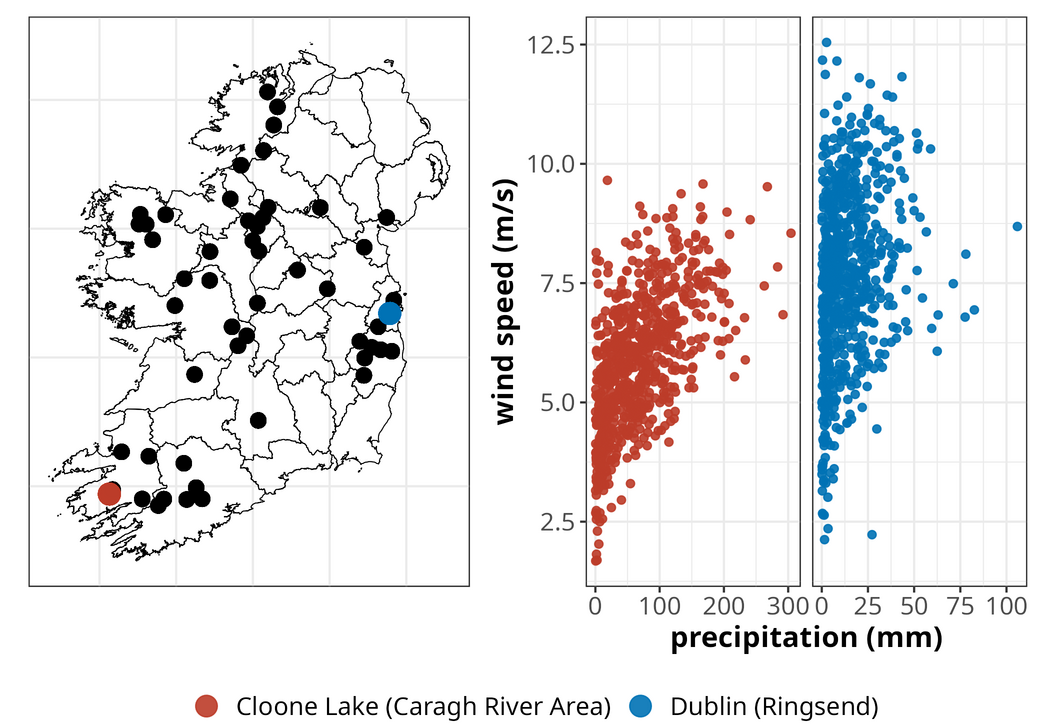 12.5
10.0
7.5
5.0
2.5
wind speed (m/s)
0 100 200 300 0 25 50 75 100
precipitation (mm)
Cloone Lake (Caragh River Area) Dublin (Ringsend)